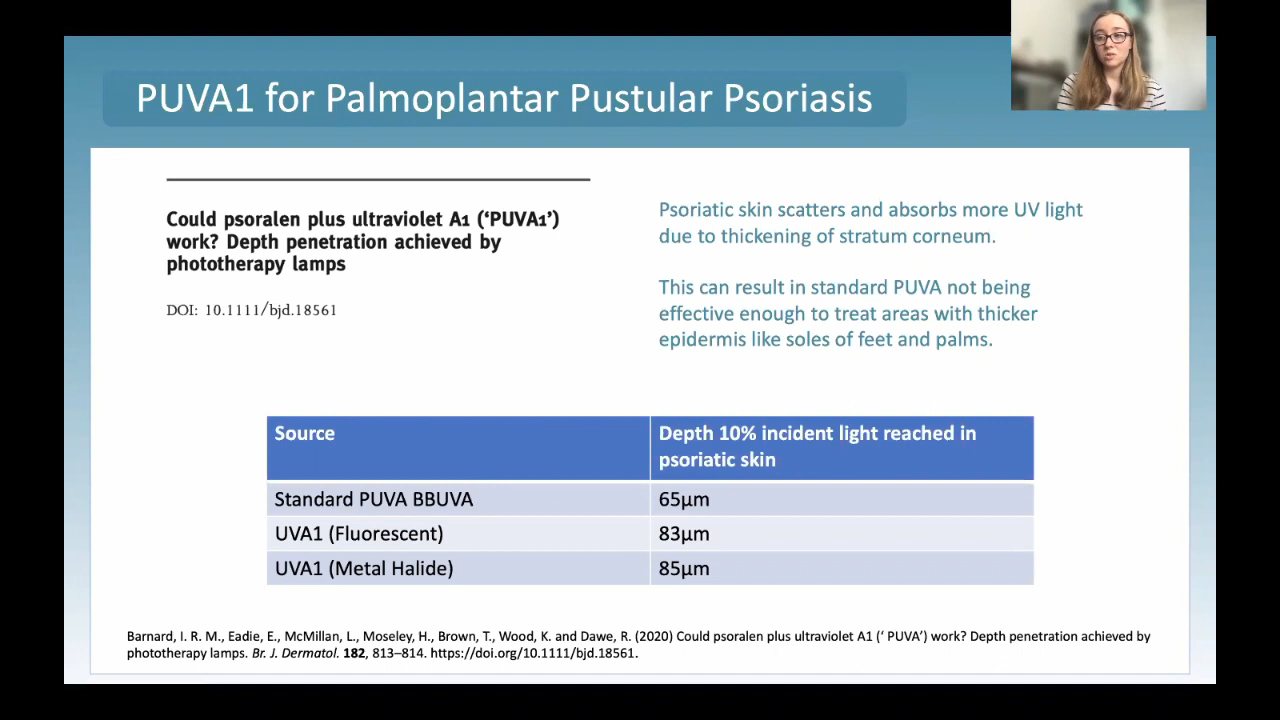 PUVA1 for Palmoplantar Pustular Psoriasis
Could psoralen plus ultraviolet A1 (‘PUVA1’)
work? Depth penetration achieved by
phototherapy lamps
DOI: 10.1111/bjd.18561
Psoriatic skin scatters and absorbs more UV light
due to thickening of stratum corneum.
This can result in standard PUVA not being
effective enough to treat areas with thicker
epidermis like soles of feet and palms.
Source
Depth 10% incident light reached in
psoriatic skin
Standard PUVA BBUVA
65µm
UVA1 (Fluorescent)
83µm
UVA1 (Metal Halide)
85µm
Barnard, I. R. M., Eadie, E., McMillan, L., Moseley, H., Brown, T., Wood, K. and Dawe, R. (2020) Could psoralen plus ultraviolet A1 (‘ PUVA’) work? Depth penetration achieved by
phototherapy lamps. Br. J. Dermatol. 182, 813–814. https://doi.org/10.1111/bjd.18561.